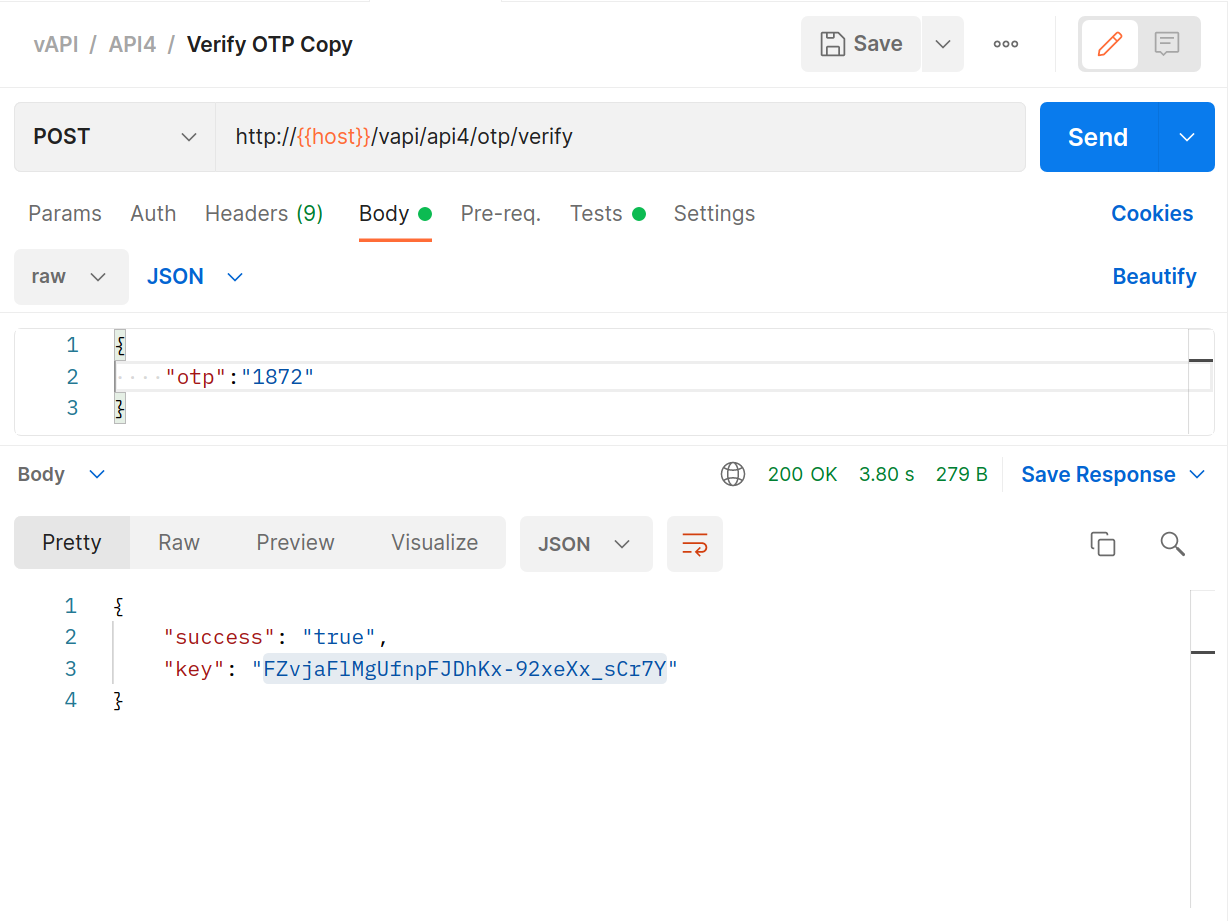 vAPI / API4 / Verify OTP Copy
Save
POST
http://{{host}}/vapi/api4/otp/verify
Send
Params Auth Headers (9) Body Pre-req. Tests Settings Cookies
raw JSON Beautify
1 {
2 ····"otp":"1872"
3 }
Body 200 OK 3.80 s 279 B Save Response
Pretty Raw Preview Visualize JSON
1 {
2 "success": "true",
3 "key": "FZvjaFlMgUfnpFJDhKx-92xeXx_sCr7Y"
4 }